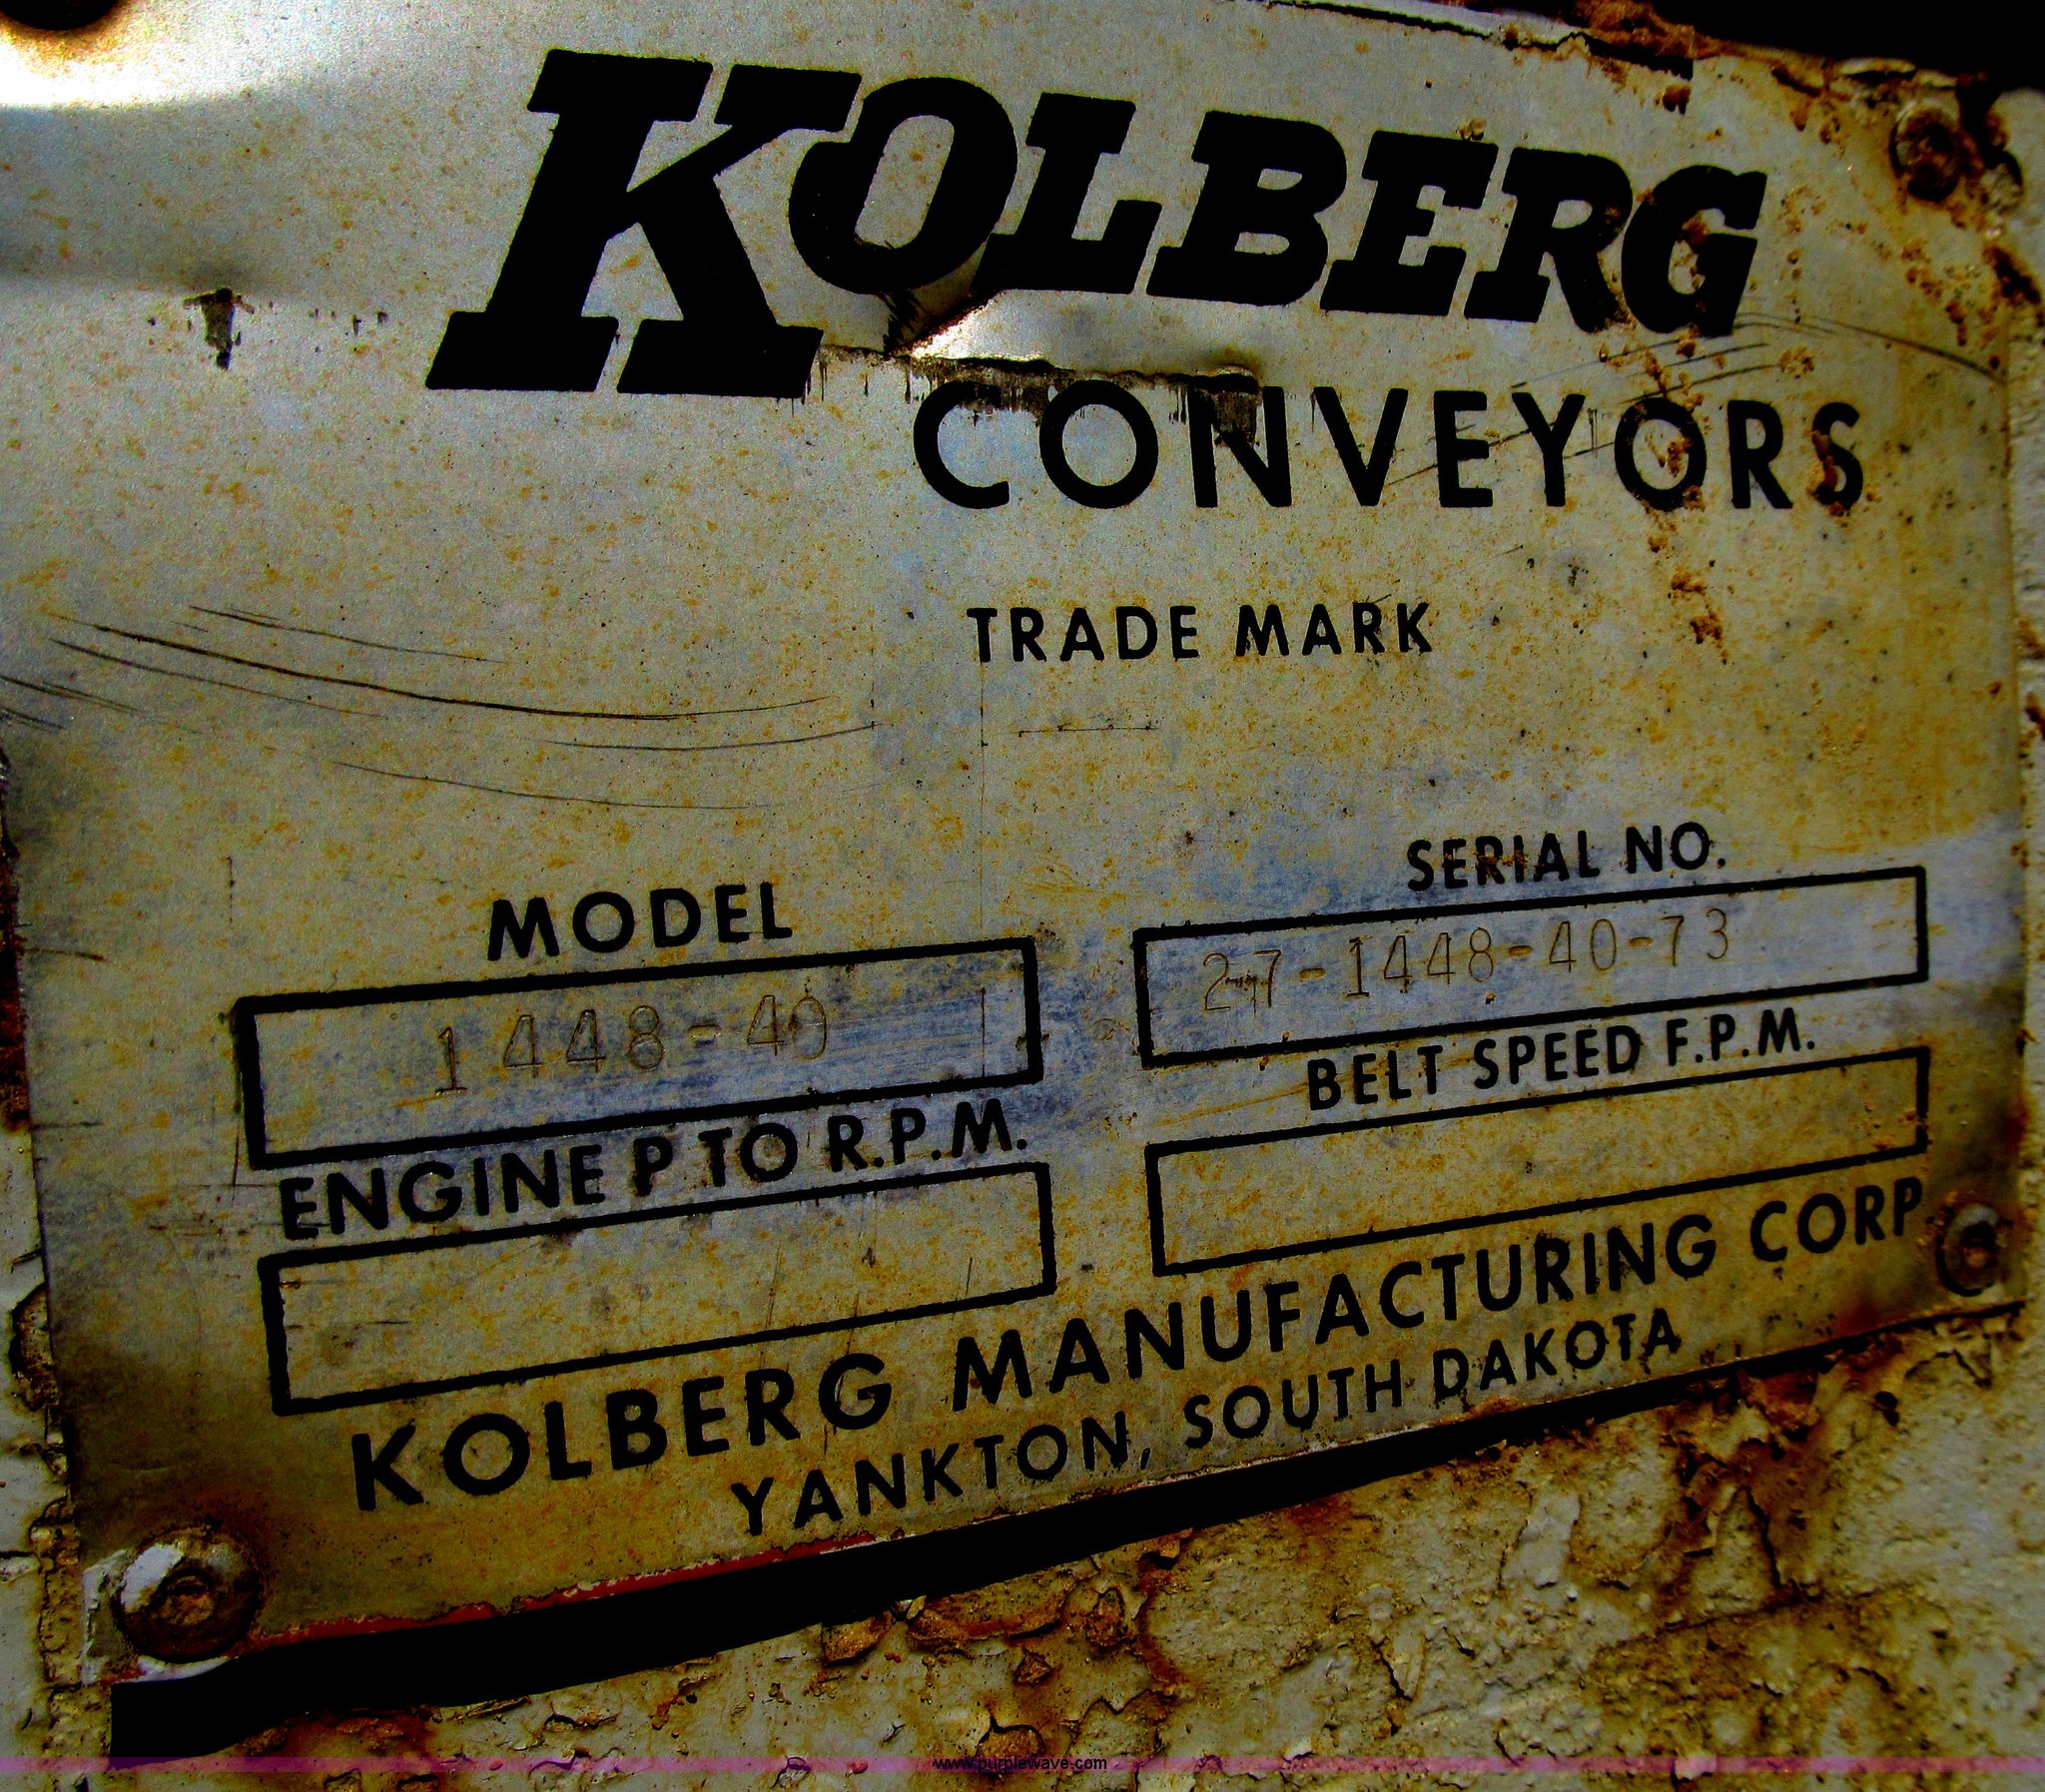 KOLBERG
CONVEYORS
TRADE MARK
MODEL
1448-40
SERIAL NO.
27-1448-40-73
ENGINE P TO R.P.M.
BELT SPEED F.P.M.
KOLBERG MANUFACTURING CORP.
YANKTON, SOUTH DAKOTA
www.purplewave.com